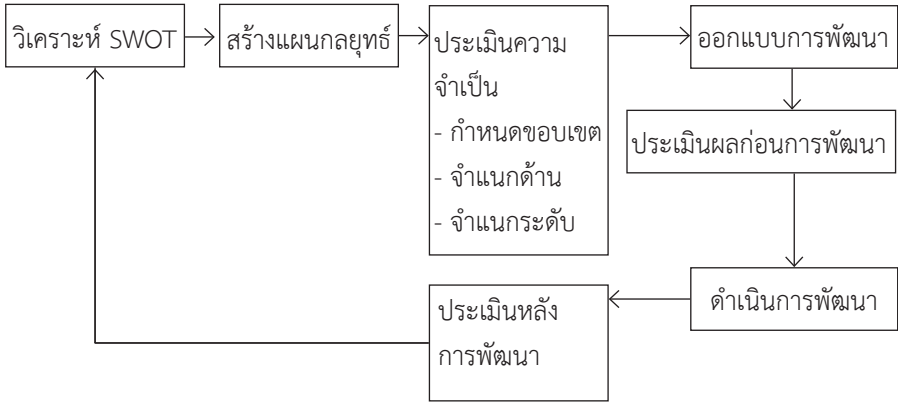 วิเคราะห์ SWOT
สร้างแผนกลยุทธ์
ประเมินความ
จำเป็น
- กำหนดขอบเขต
- จำแนกด้าน
- จำแนกระดับ
ออกแบบการพัฒนา
ประเมินผลก่อนการพัฒนา
ดำเนินการพัฒนา
ประเมินหลัง
การพัฒนา